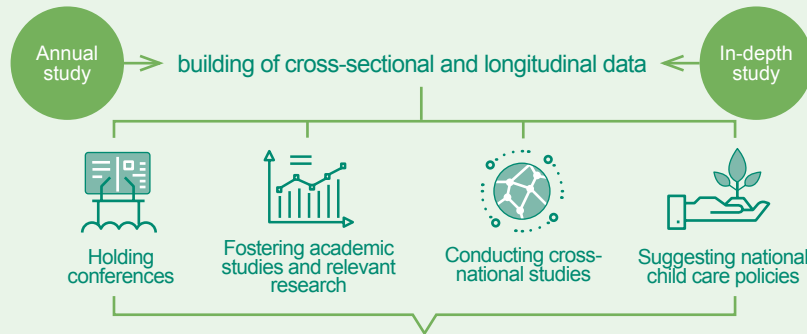 Annual
study
building of cross-sectional and longitudinal data
In-depth
study
Holding
conferences
Fostering academic
studies and relevant
research
Conducting cross-
national studies
Suggesting national
child care policies